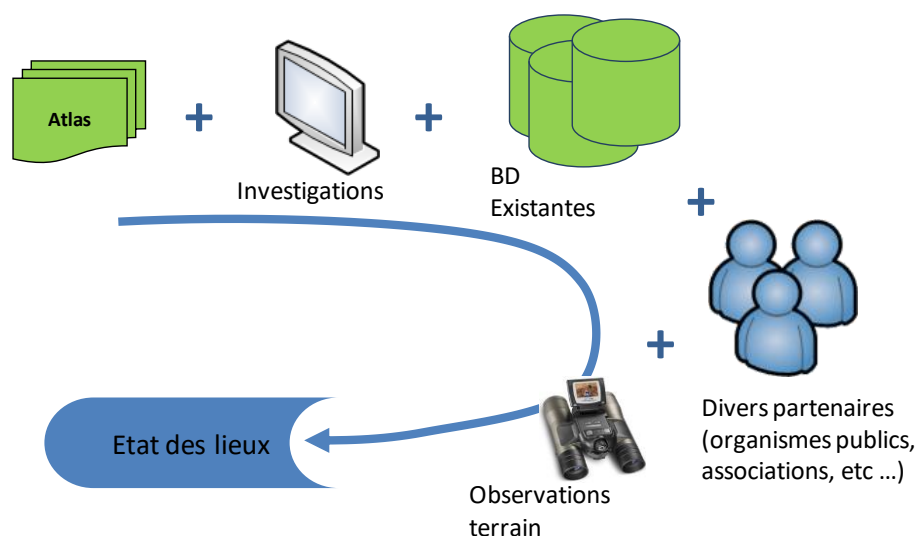 Atlas
+
+
Investigations
BD
Existantes
+
+
Divers partenaires
(organismes publics,
associations, etc ...)
Etat des lieux
Observations
terrain